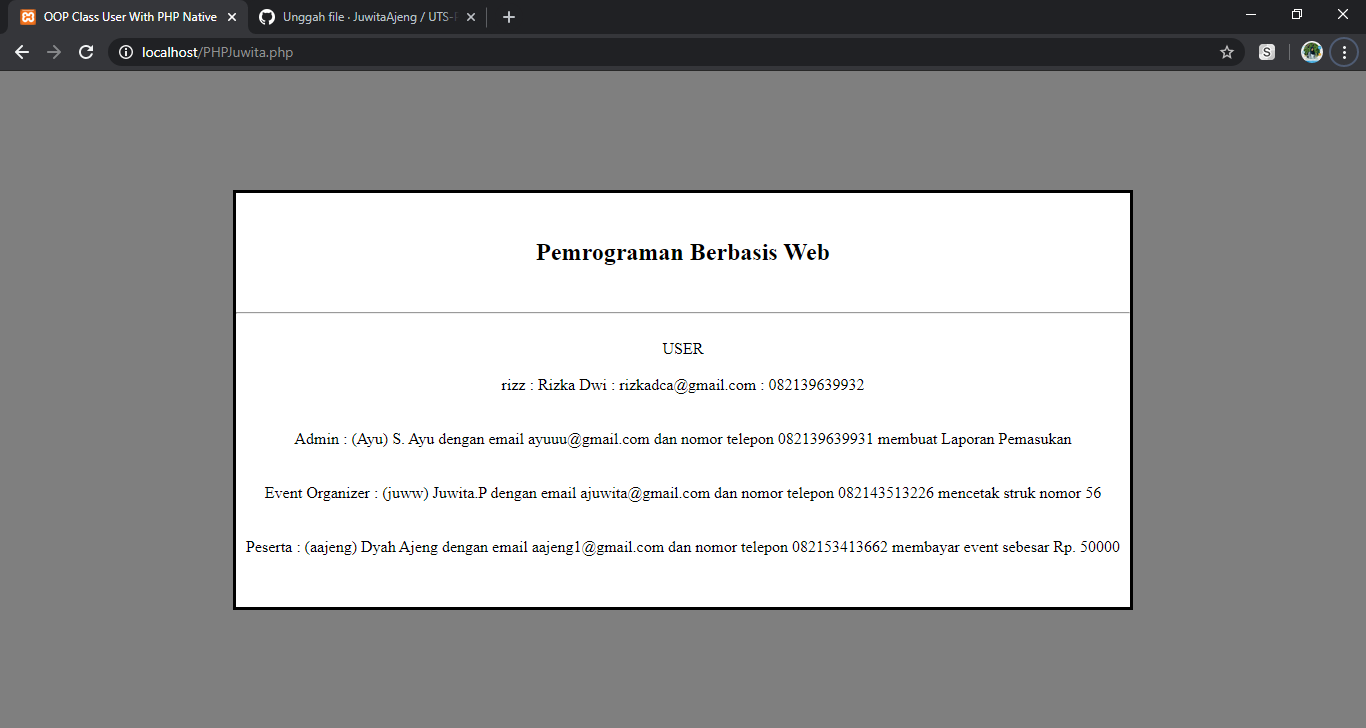 OOP Class User With PHP Native
Unggah file · JuwitaAjeng / UTS-
localhost/PHPJuwita.php
S
Pemrograman Berbasis Web
USER
rizz : Rizka Dwi : rizkadca@gmail.com : 082139639932
Admin : (Ayu) S. Ayu dengan email ayuuu@gmail.com dan nomor telepon 082139639931 membuat Laporan Pemasukan
Event Organizer : (juww) Juwita.P dengan email ajuwita@gmail.com dan nomor telepon 082143513226 mencetak struk nomor 56
Peserta : (aajeng) Dyah Ajeng dengan email aajeng1@gmail.com dan nomor telepon 082153413662 membayar event sebesar Rp. 50000